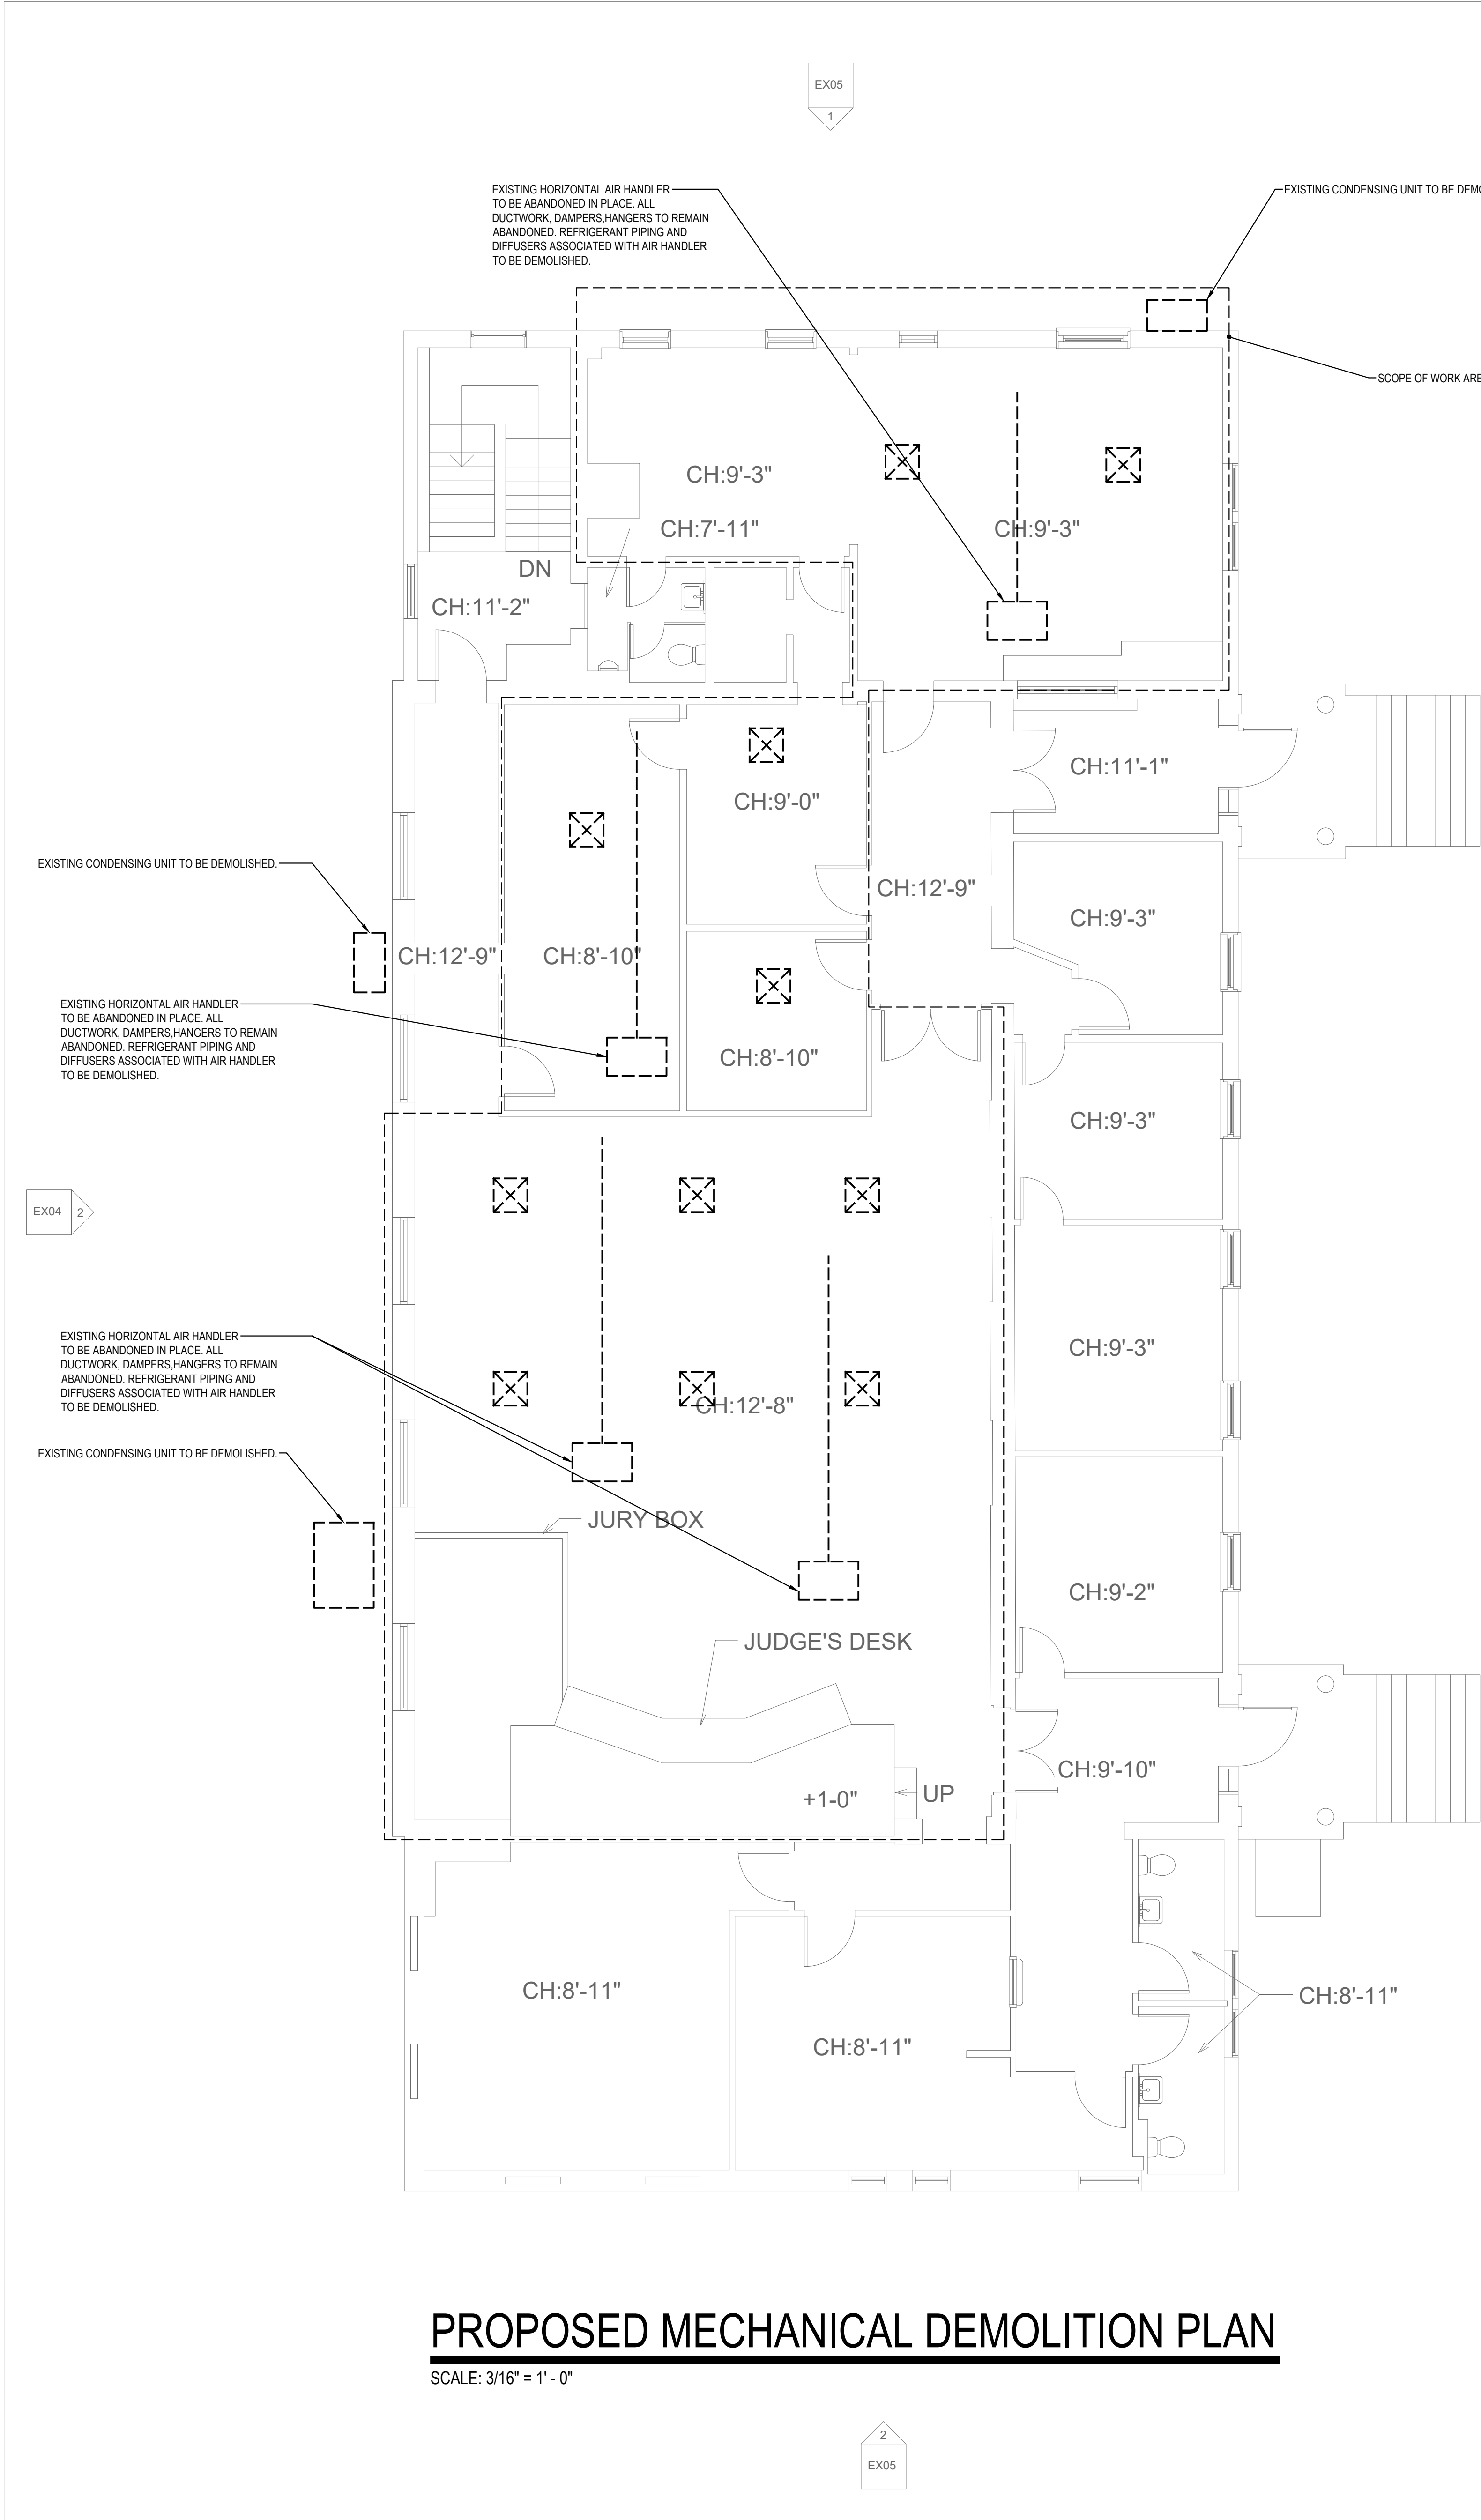 EX05
1
EXISTING HORIZONTAL AIR HANDLER
TO BE ABANDONED IN PLACE. ALL
DUCTWORK, DAMPERS,HANGERS TO REMAIN
ABANDONED. REFRIGERANT PIPING AND
DIFFUSERS ASSOCIATED WITH AIR HANDLER
TO BE DEMOLISHED.
EXISTING CONDENSING UNIT TO BE DEMO
SCOPE OF WORK ARE
CH:9'-3"
CH:7'-11"
CH:9'-3"
DN
CH:11'-2"
CH:11'-1"
CH:9'-0"
EXISTING CONDENSING UNIT TO BE DEMOLISHED.
CH:12'-9"
CH:9'-3"
CH:12'-9"
CH:8'-10"
EXISTING HORIZONTAL AIR HANDLER
TO BE ABANDONED IN PLACE. ALL
DUCTWORK, DAMPERS,HANGERS TO REMAIN
ABANDONED. REFRIGERANT PIPING AND
DIFFUSERS ASSOCIATED WITH AIR HANDLER
TO BE DEMOLISHED.
CH:8'-10"
CH:9'-3"
EX04
2
EXISTING HORIZONTAL AIR HANDLER
TO BE ABANDONED IN PLACE. ALL
DUCTWORK, DAMPERS,HANGERS TO REMAIN
ABANDONED. REFRIGERANT PIPING AND
DIFFUSERS ASSOCIATED WITH AIR HANDLER
TO BE DEMOLISHED.
CH:9'-3"
CH:12'-8"
EXISTING CONDENSING UNIT TO BE DEMOLISHED.
JURY BOX
CH:9'-2"
JUDGE'S DESK
CH:9'-10"
+1-0"
UP
CH:8'-11"
CH:8'-11"
CH:8'-11"
PROPOSED MECHANICAL DEMOLITION PLAN
SCALE: 3/16" = 1' - 0"
2
EX05